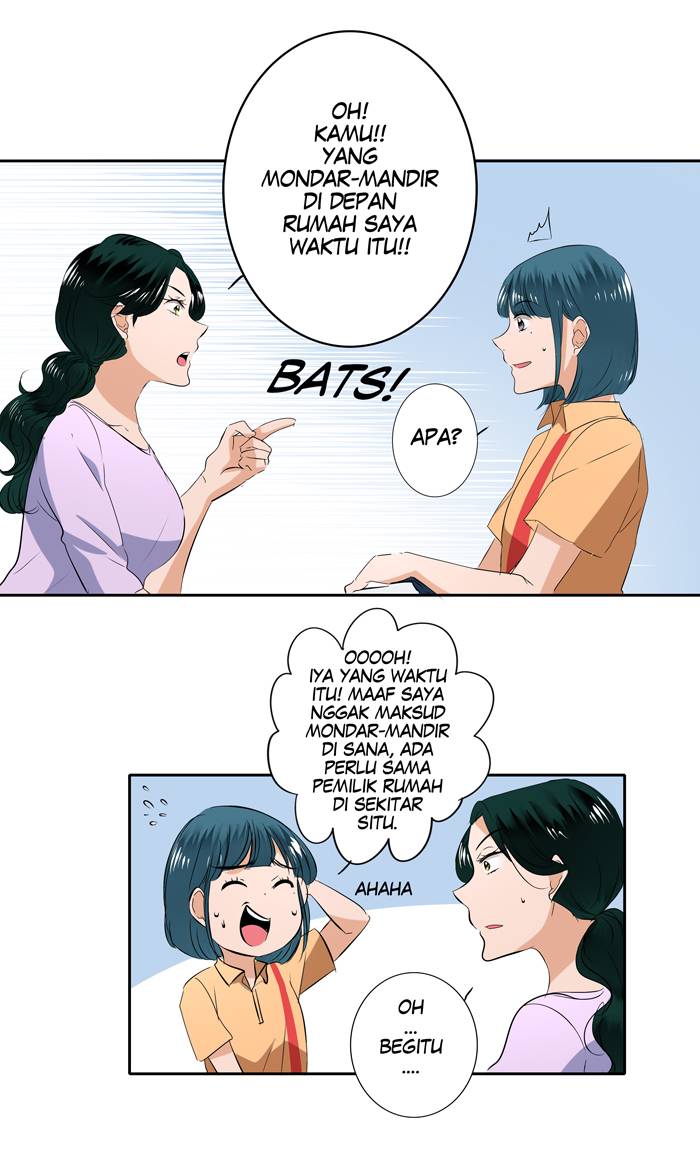 OH!
KAMU!!
YANG
MONDAR-MANDIR
DI DEPAN
RUMAH SAYA
WAKTU ITU!!
BATS!
APA?
OOOOH!
IYA YANG WAKTU
ITU! MAAF SAYA
NGGAK MAKSUD
MONDAR-MANDIR
DI SANA, ADA
PERLU SAMA
PEMILIK RUMAH
DI SEKITAR
SITU.
AHAHA
OH
...
BEGITU
....